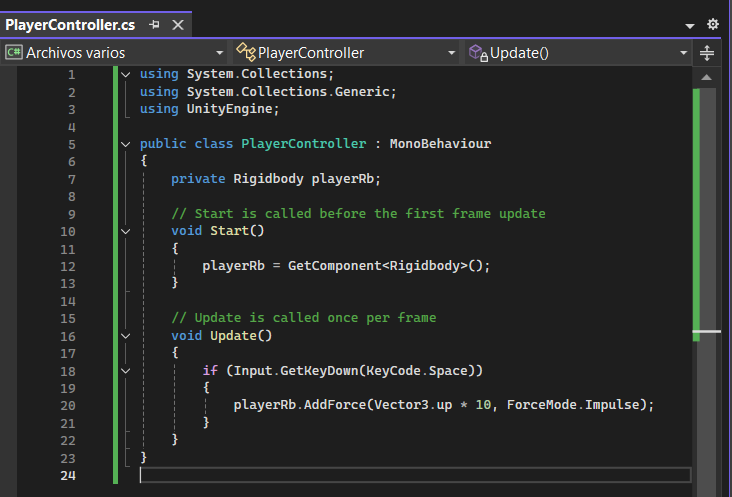 PlayerController.cs
C# Archivos varios PlayerController Update()
1 using System.Collections;
2 using System.Collections.Generic;
3 using UnityEngine;
4
5 public class PlayerController : MonoBehaviour
6 {
7 private Rigidbody playerRb;
8
9 // Start is called before the first frame update
10 void Start()
11 {
12 playerRb = GetComponent<Rigidbody>();
13 }
14
15 // Update is called once per frame
16 void Update()
17 {
18 if (Input.GetKeyDown(KeyCode.Space))
19 {
20 playerRb.AddForce(Vector3.up * 10, ForceMode.Impulse);
21 }
22 }
23 }
24